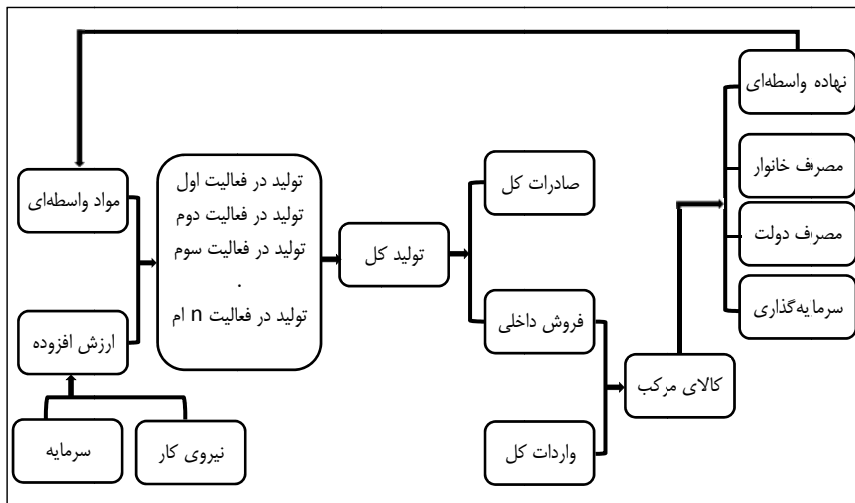 نهاده واسطه‌ای
مصرف خانوار
مصرف دولت
سرمایه‌گذاری
مواد واسطه‌ای
تولید در فعالیت اول
تولید در فعالیت دوم
تولید در فعالیت سوم
.
تولید در فعالیت n ام
تولید کل
صادرات کل
فروش داخلی
واردات کل
کالای مرکب
ارزش افزوده
نیروی کار
سرمایه